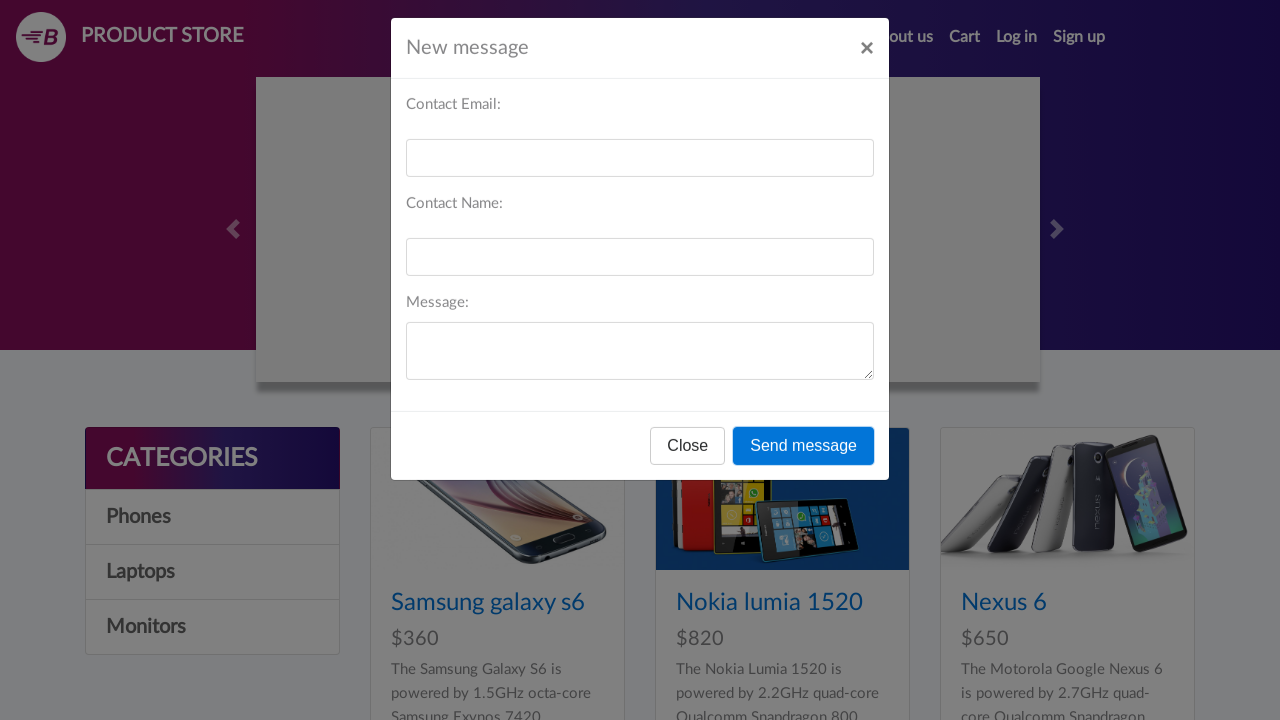 PRODUCT STORE
out us Cart Log in Sign up
New message
×
Contact Email:
Contact Name:
Message:
Close Send message
CATEGORIES
Phones
Laptops
Monitors
Samsung galaxy s6
$360
The Samsung Galaxy S6 is
powered by 1.5GHz octa-core
Samsung Exynos 7420
Nokia lumia 1520
$820
The Nokia Lumia 1520 is
powered by 2.2GHz quad-core
Qualcomm Snapdragon 800
Nexus 6
$650
The Motorola Google Nexus 6
is powered by 2.7GHz quad-
core Qualcomm Snapdragon